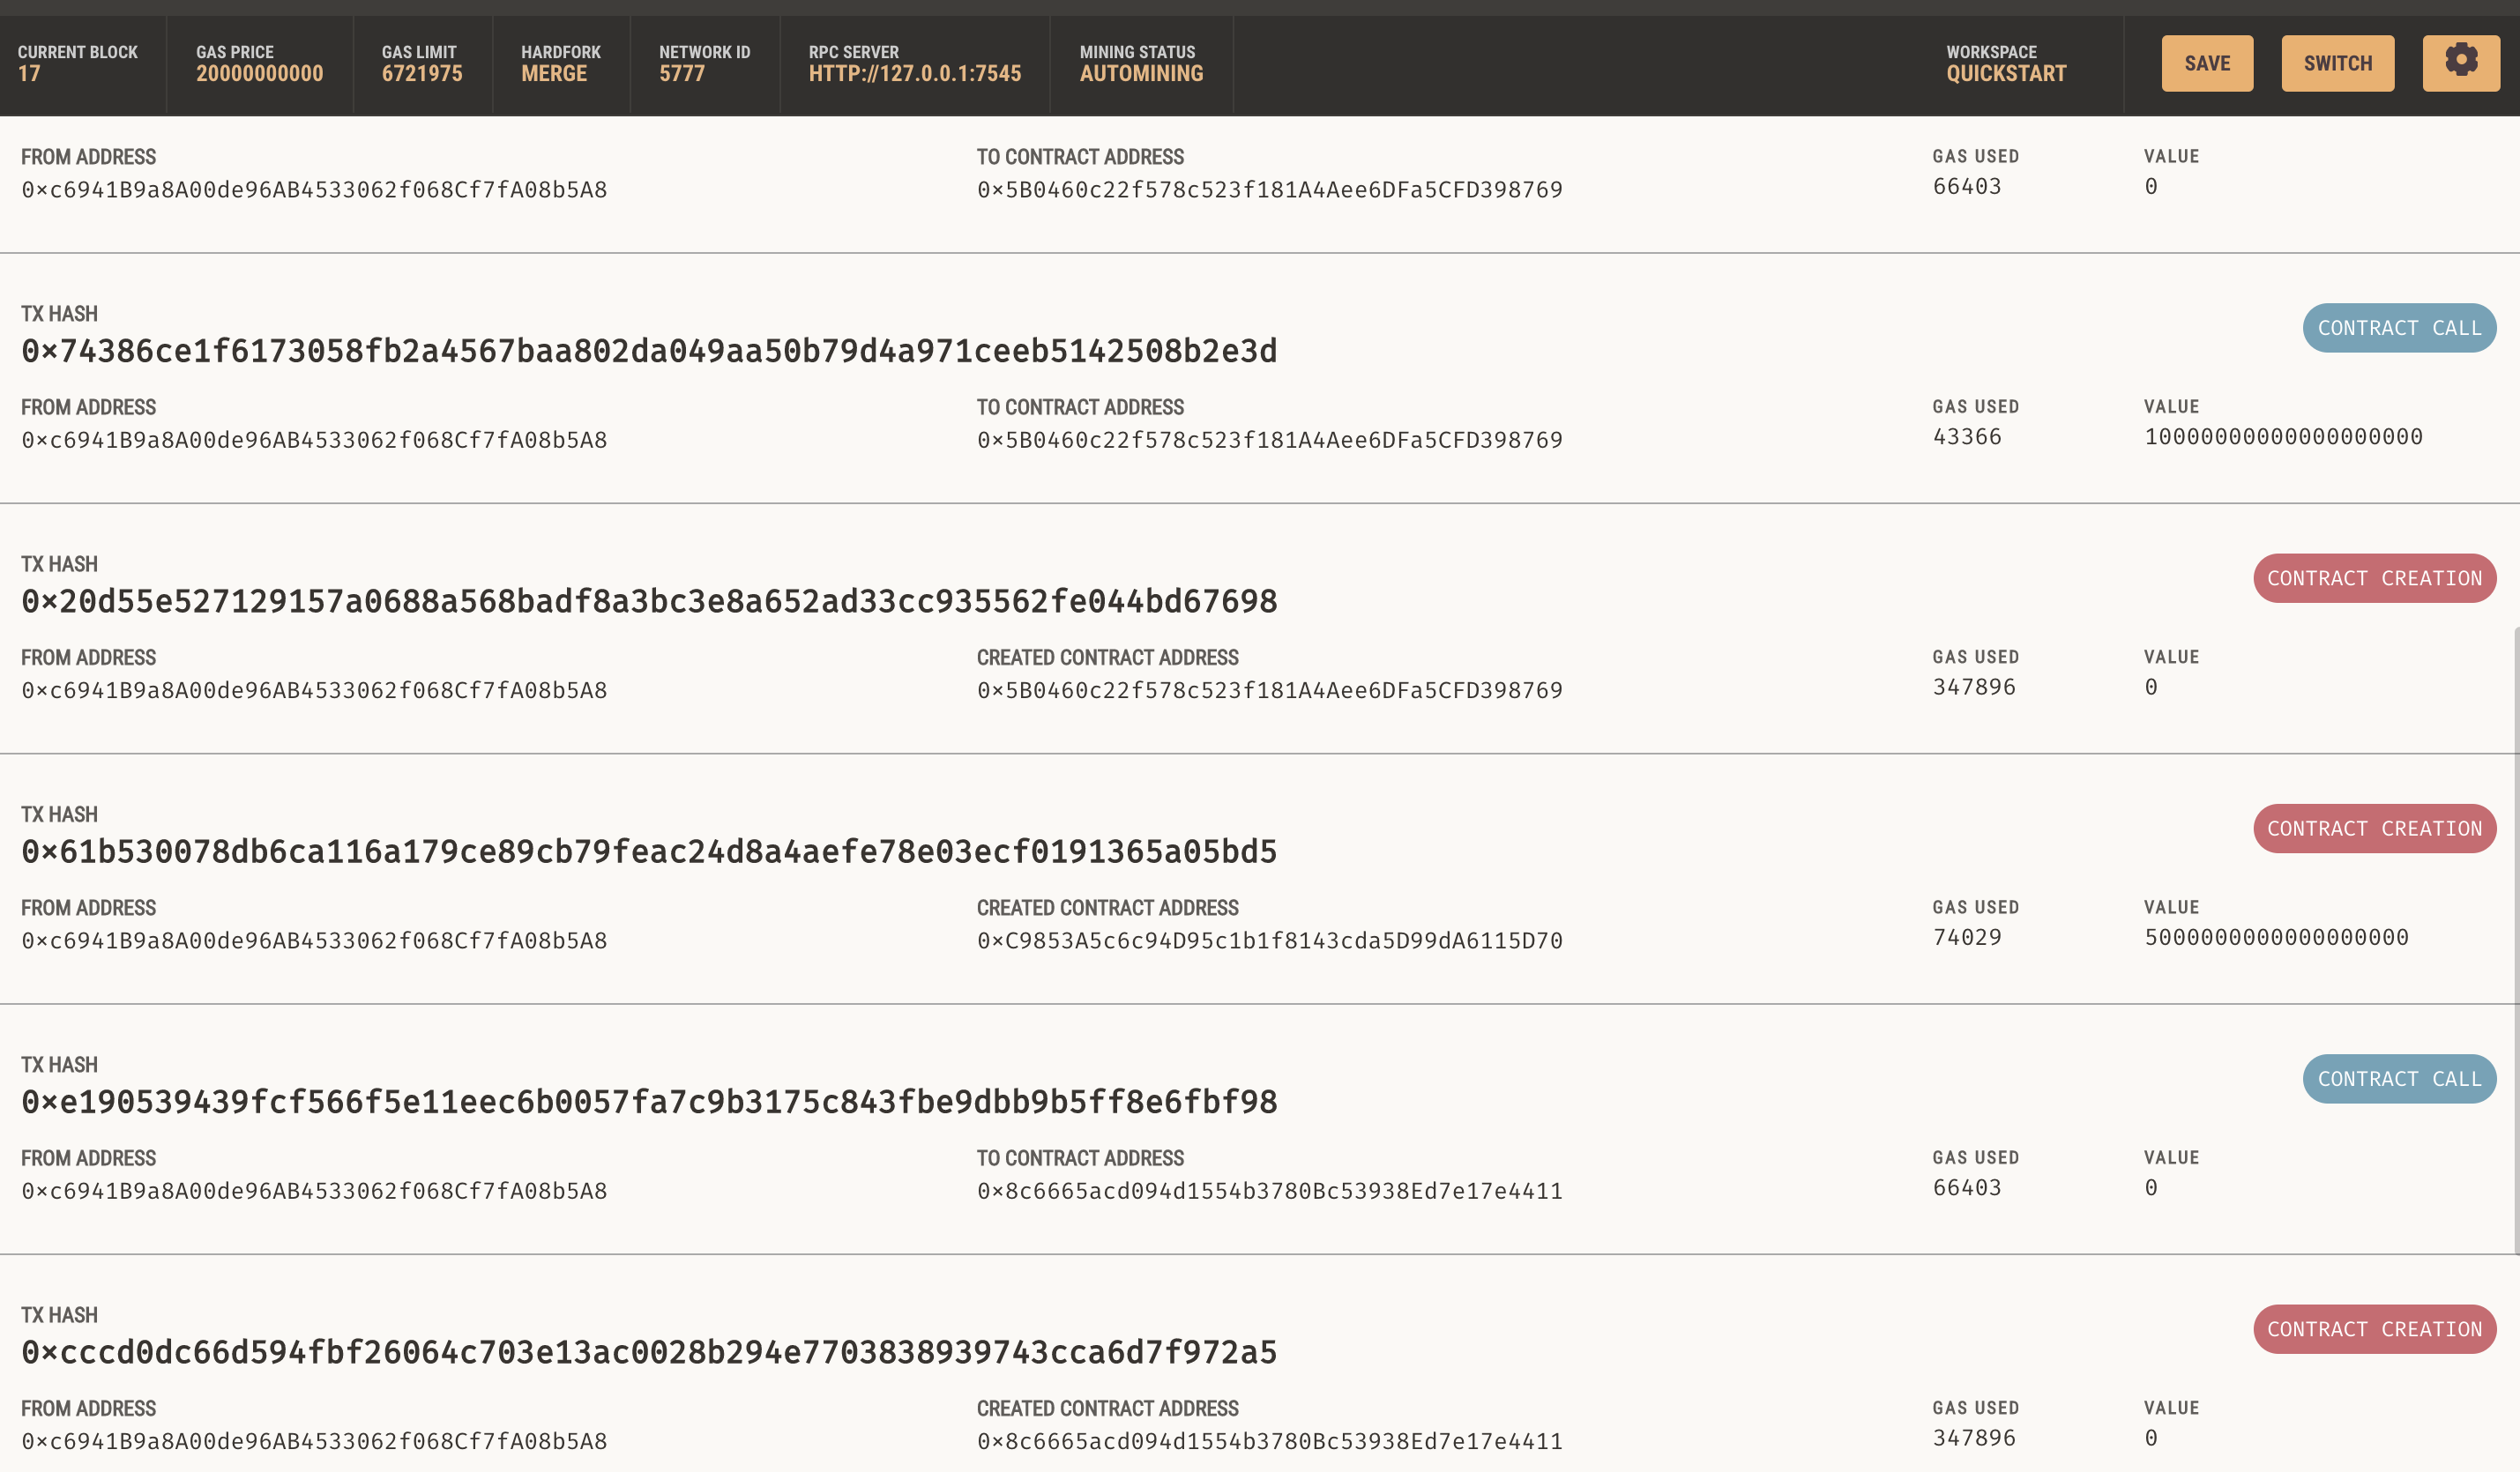 CURRENT BLOCK GAS PRICE GAS LIMIT HARDFORK NETWORK ID RPC SERVER MINING STATUS WORKSPACE
17 20000000000 6721975 MERGE 5777 HTTP://127.0.0.1:7545 AUTOMINING QUICKSTART SAVE SWITCH
FROM ADDRESS TO CONTRACT ADDRESS GAS USED VALUE
0×c6941B9a8A00de96AB4533062f068Cf7fA08b5A8 0×5B0460c22f578c523f181A4Aee6DFa5CFD398769 66403 0
TX HASH
0×74386ce1f6173058fb2a4567baa802da049aa50b79d4a971ceeb5142508b2e3d CONTRACT CALL
FROM ADDRESS TO CONTRACT ADDRESS GAS USED VALUE
0×c6941B9a8A00de96AB4533062f068Cf7fA08b5A8 0×5B0460c22f578c523f181A4Aee6DFa5CFD398769 43366 10000000000000000000
TX HASH
0×20d55e527129157a0688a568badf8a3bc3e8a652ad33cc935562fe044bd67698 CONTRACT CREATION
FROM ADDRESS CREATED CONTRACT ADDRESS GAS USED VALUE
0×c6941B9a8A00de96AB4533062f068Cf7fA08b5A8 0×5B0460c22f578c523f181A4Aee6DFa5CFD398769 347896 0
TX HASH
0×61b530078db6ca116a179ce89cb79feac24d8a4aefe78e03ecf0191365a05bd5 CONTRACT CREATION
FROM ADDRESS CREATED CONTRACT ADDRESS GAS USED VALUE
0×c6941B9a8A00de96AB4533062f068Cf7fA08b5A8 0×C9853A5c6c94D95c1b1f8143cda5D99dA6115D70 74029 5000000000000000000
TX HASH
0×e190539439fcf566f5e11eec6b0057fa7c9b3175c843fbe9dbb9b5ff8e6fbf98 CONTRACT CALL
FROM ADDRESS TO CONTRACT ADDRESS GAS USED VALUE
0×c6941B9a8A00de96AB4533062f068Cf7fA08b5A8 0×8c6665acd094d1554b3780Bc53938Ed7e17e4411 66403 0
TX HASH
0×cccd0dc66d594fbf26064c703e13ac0028b294e7703838939743cca6d7f972a5 CONTRACT CREATION
FROM ADDRESS CREATED CONTRACT ADDRESS GAS USED VALUE
0×c6941B9a8A00de96AB4533062f068Cf7fA08b5A8 0×8c6665acd094d1554b3780Bc53938Ed7e17e4411 347896 0